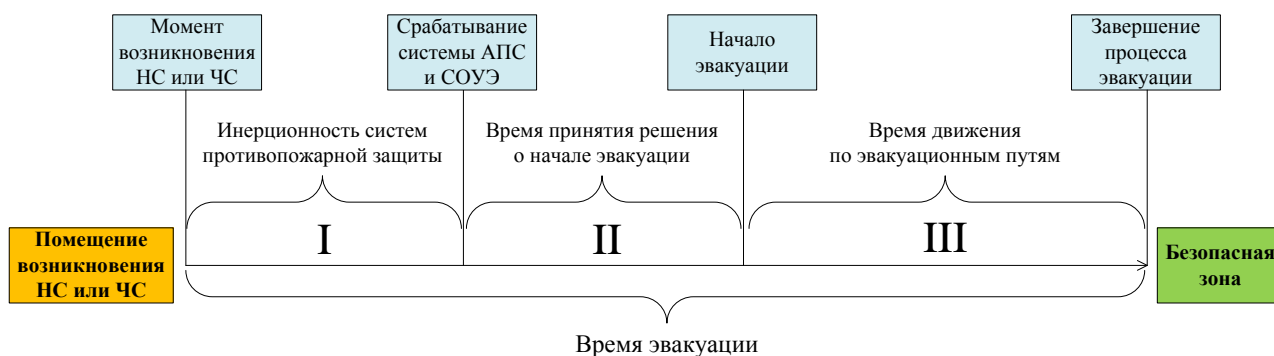 Момент
возникновения
НС или ЧС
Срабатывание
системы АПС
и СОУЭ
Начало
эвакуации
Завершение
процесса
эвакуации
Инерционность систем
противопожарной защиты
Время принятия решения
о начале эвакуации
Время движения
по эвакуационным путям
I
II
III
Помещение
возникновения
НС или ЧС
Безопасная
зона
Время эвакуации